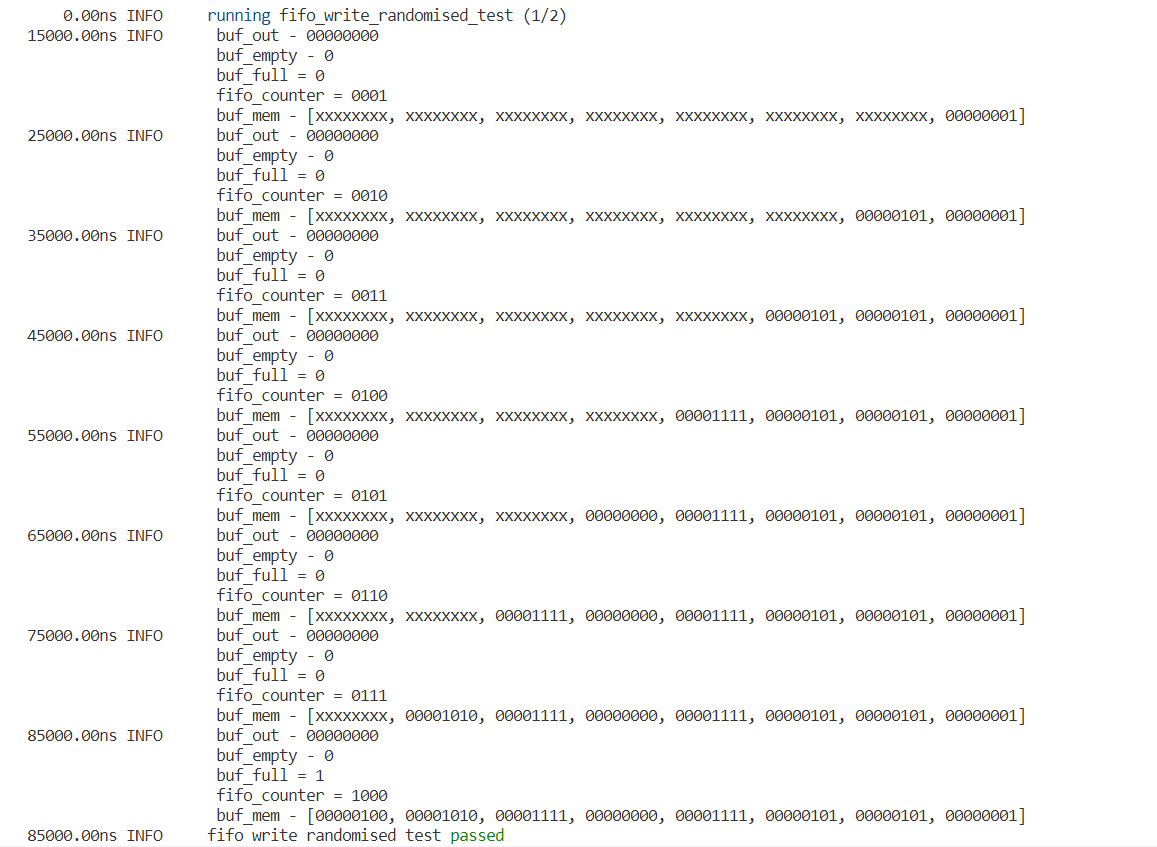 0.00ns INFO running fifo_write_randomised_test (1/2)
15000.00ns INFO buf_out - 00000000
buf_empty - 0
buf_full = 0
fifo_counter = 0001
buf_mem - [xxxxxxxx, xxxxxxxx, xxxxxxxx, xxxxxxxx, xxxxxxxx, xxxxxxxx, xxxxxxxx, 00000001]
25000.00ns INFO buf_out - 00000000
buf_empty - 0
buf_full = 0
fifo_counter = 0010
buf_mem - [xxxxxxxx, xxxxxxxx, xxxxxxxx, xxxxxxxx, xxxxxxxx, xxxxxxxx, 00000101, 00000001]
35000.00ns INFO buf_out - 00000000
buf_empty - 0
buf_full = 0
fifo_counter = 0011
buf_mem - [xxxxxxxx, xxxxxxxx, xxxxxxxx, xxxxxxxx, xxxxxxxx, 00000101, 00000101, 00000001]
45000.00ns INFO buf_out - 00000000
buf_empty - 0
buf_full = 0
fifo_counter = 0100
buf_mem - [xxxxxxxx, xxxxxxxx, xxxxxxxx, xxxxxxxx, 00001111, 00000101, 00000101, 00000001]
55000.00ns INFO buf_out - 00000000
buf_empty - 0
buf_full = 0
fifo_counter = 0101
buf_mem - [xxxxxxxx, xxxxxxxx, xxxxxxxx, 00000000, 00001111, 00000101, 00000101, 00000001]
65000.00ns INFO buf_out - 00000000
buf_empty - 0
buf_full = 0
fifo_counter = 0110
buf_mem - [xxxxxxxx, xxxxxxxx, 00001111, 00000000, 00001111, 00000101, 00000101, 00000001]
75000.00ns INFO buf_out - 00000000
buf_empty - 0
buf_full = 0
fifo_counter = 0111
buf_mem - [xxxxxxxx, 00001010, 00001111, 00000000, 00001111, 00000101, 00000101, 00000001]
85000.00ns INFO buf_out - 00000000
buf_empty - 0
buf_full = 1
fifo_counter = 1000
buf_mem - [00000100, 00001010, 00001111, 00000000, 00001111, 00000101, 00000101, 00000001]
85000.00ns INFO fifo write randomised test passed